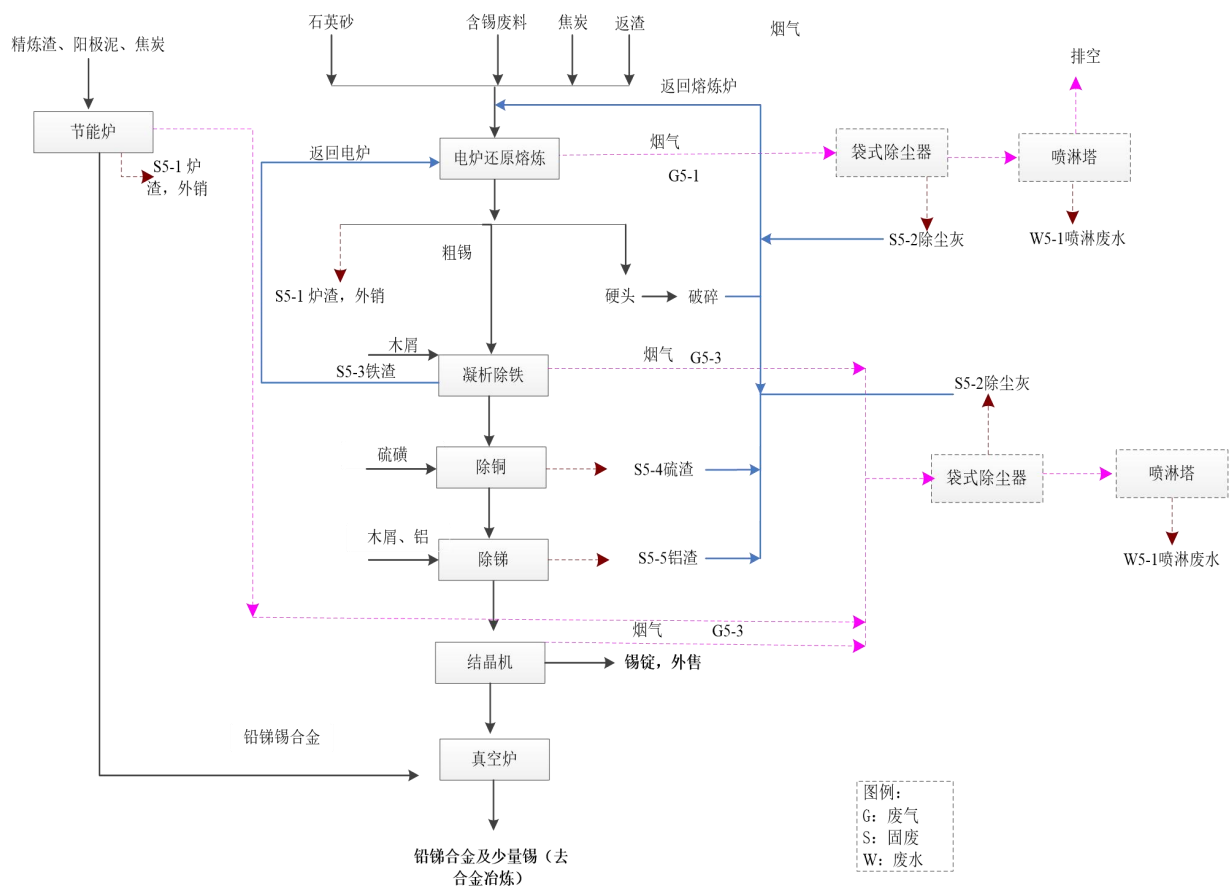 石英砂
含锡废料
焦炭
返渣
烟气
精炼渣、阳极泥、焦炭
排空
返回熔炼炉
节能炉
返回电炉
电炉还原熔炼
烟气
G5-1
袋式除尘器
喷淋塔
S5-1 炉
渣，外销
粗锡
S5-2除尘灰
W5-1喷淋废水
S5-1 炉渣，外销
硬头
破碎
木屑
S5-3铁渣
凝析除铁
烟气
G5-3
S5-2除尘灰
硫磺
除铜
S5-4硫渣
袋式除尘器
喷淋塔
木屑、铝
除锑
S5-5铝渣
W5-1喷淋废水
烟气
G5-3
结晶机
锡锭，外售
铅锑锡合金
真空炉
图例：
G：废气
S：固废
W：废水
铅锑合金及少量锡（去
合金冶炼）